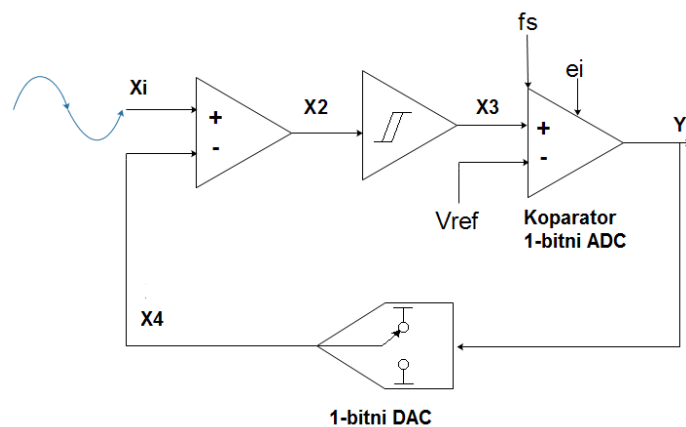 fs
Xi
ei
X2
X3
+
-
+
-
Y
Vref
Koparator
1-bitni ADC
X4
1-bitni DAC